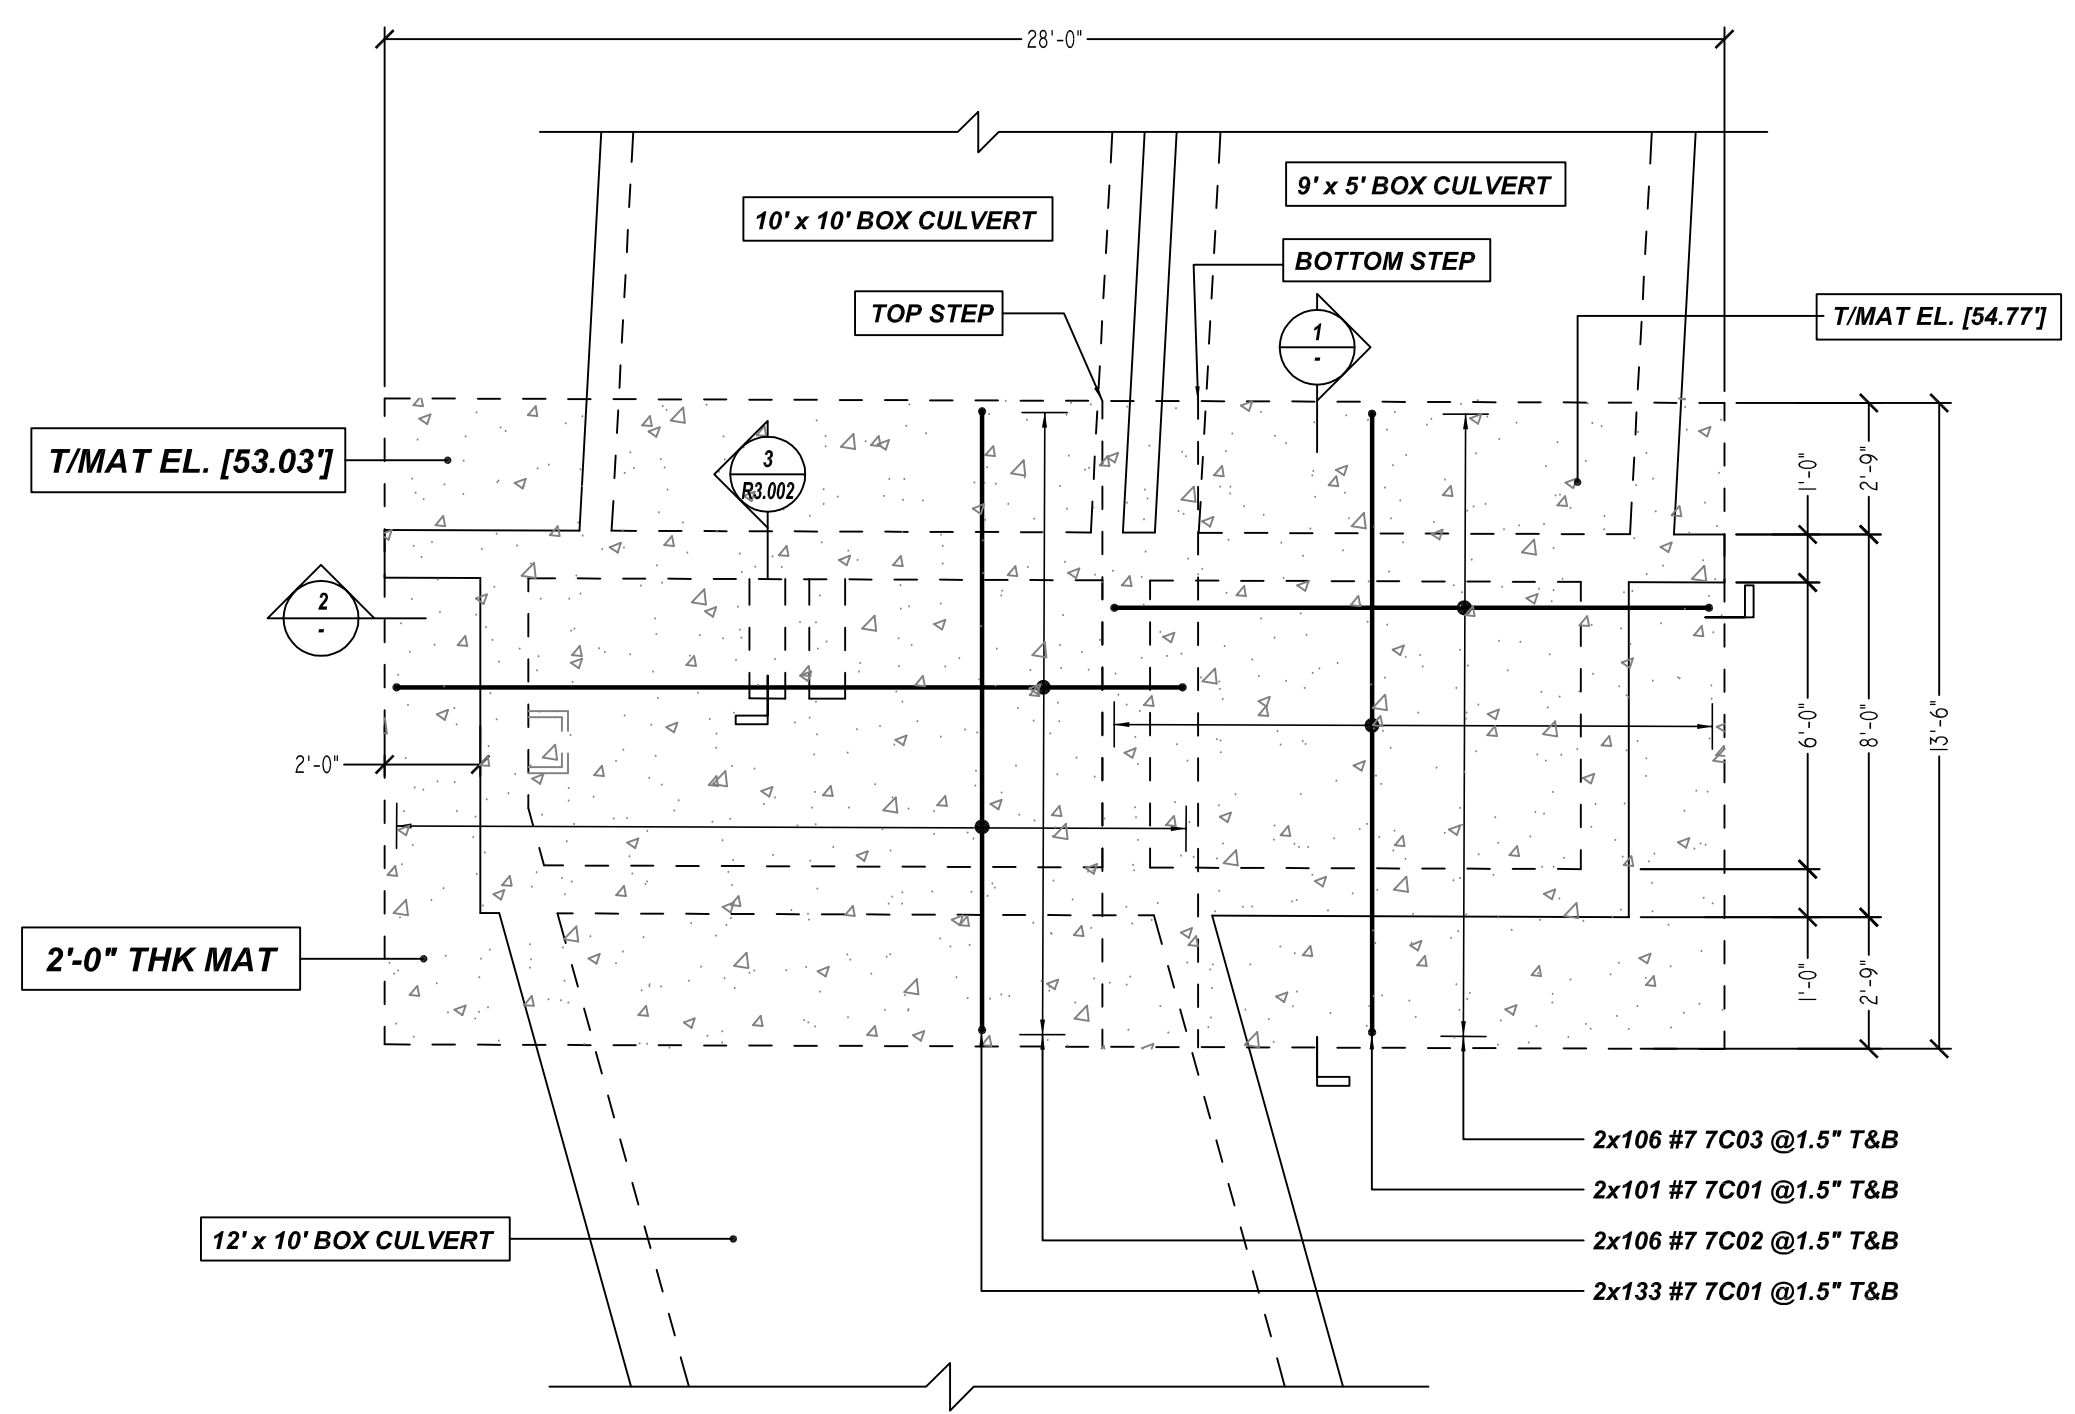 28'-0"
9' x 5' BOX CULVERT
10' x 10' BOX CULVERT
BOTTOM STEP
TOP STEP
1
-
T/MAT EL. [54.77']
T/MAT EL. [53.03']
3
R3.002
1'-0"
2'-9"
2
-
2'-0"
6'-0"
8'-0"
13'-6"
2'-0" THK MAT
1'-0"
2'-9"
2x106 #7 7C03 @1.5" T&B
2x101 #7 7C01 @1.5" T&B
12' x 10' BOX CULVERT
2x106 #7 7C02 @1.5" T&B
2x133 #7 7C01 @1.5" T&B